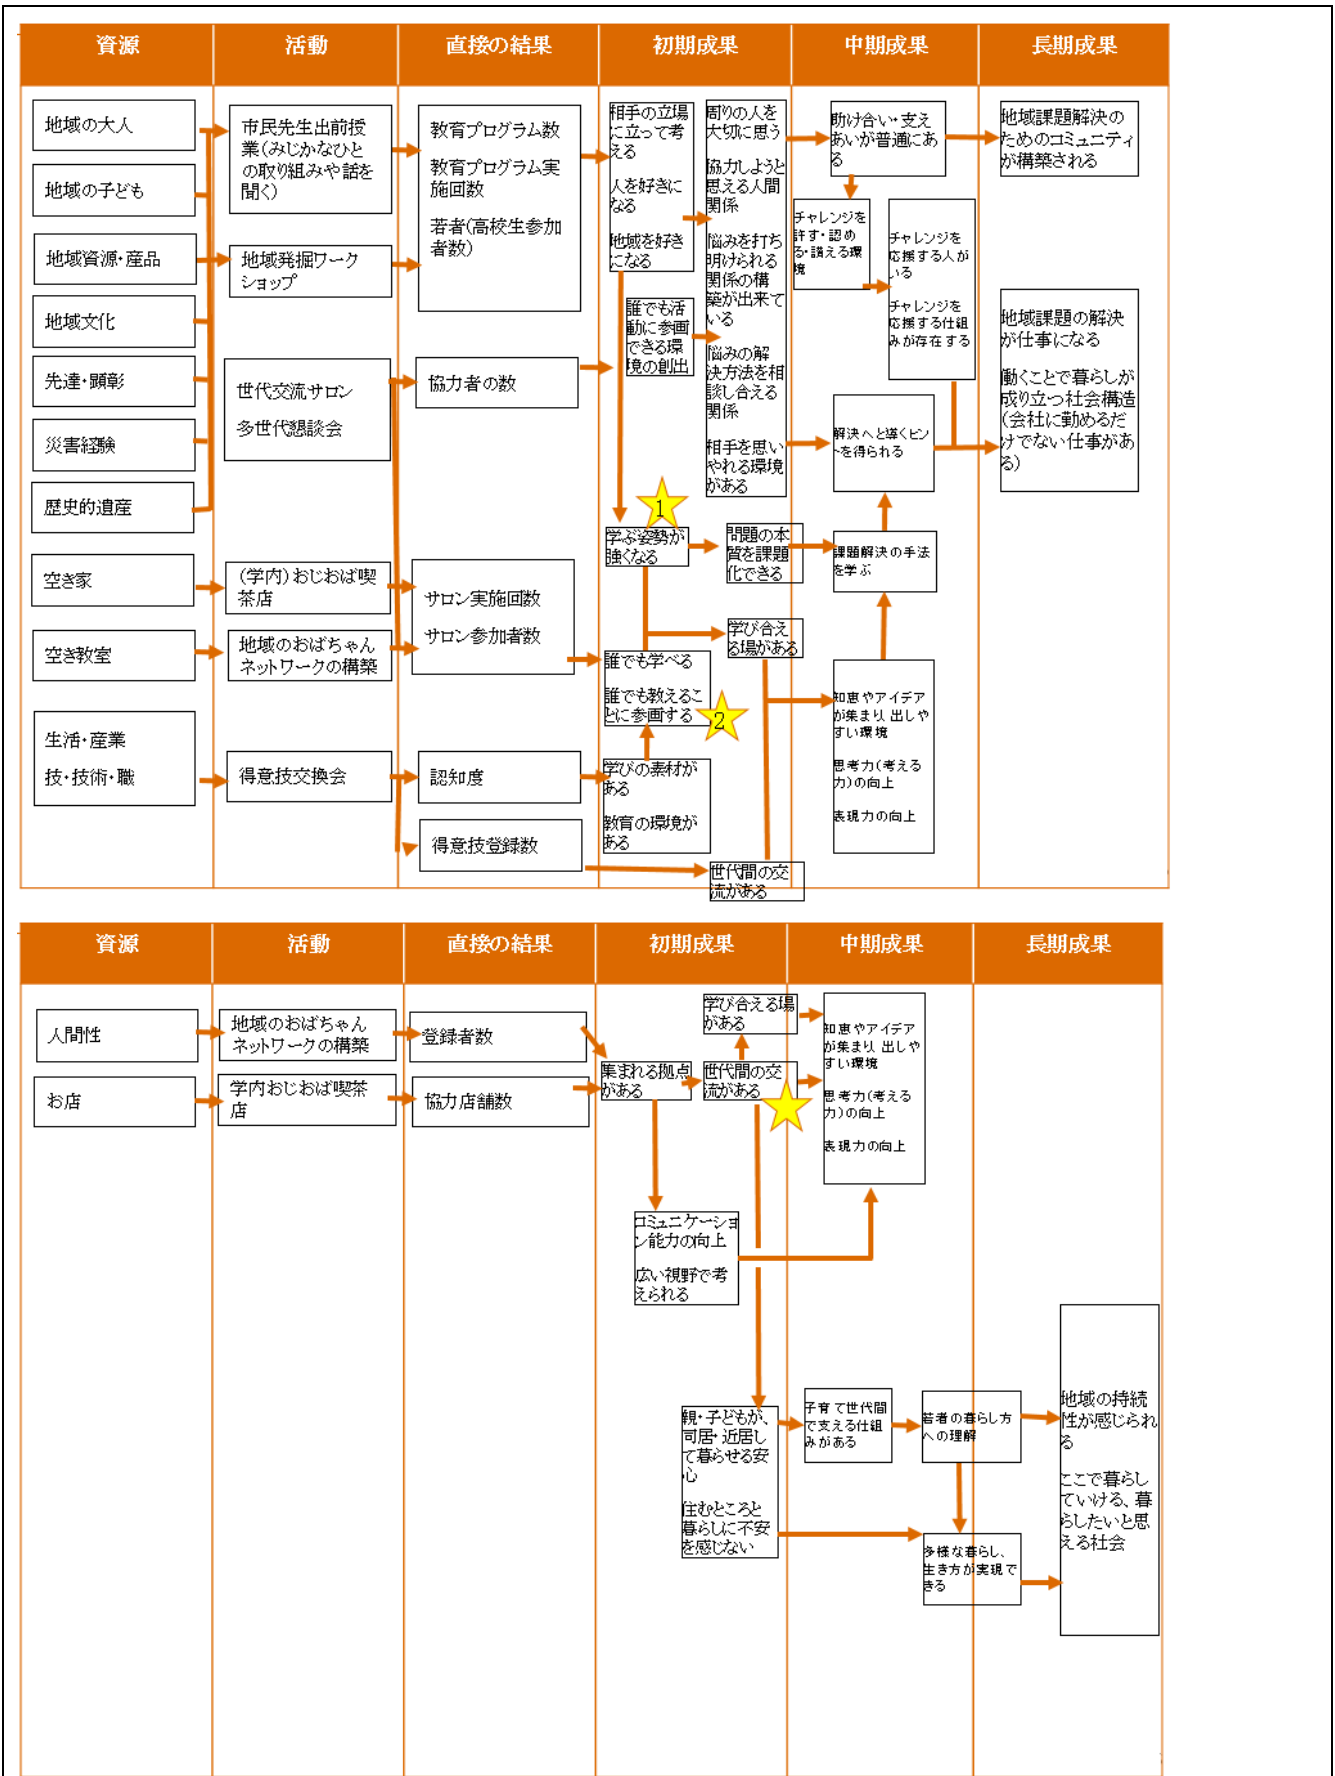 資源
活動
直接の結果
初期成果
中期成果
長期成果
地域の大人
地域の子ども
地域資源・産品
地域文化
先達・顕彰
災害経験
歴史的遺産
空き家
空き教室
生活・産業
技・技術・職
市民先生出前授
業(みじかなひと
の取り組みや話を
聞く)
地域発掘ワーク
ショップ
世代交流サロン
多世代懇談会
(学内)おじおば喫
茶店
地域のおばちゃん
ネットワークの構築
得意技交換会
教育プログラム数
教育プログラム実
施回数
若者(高校生参加
者数)
協力者の数
サロン実施回数
サロン参加者数
認知度
得意技登録数
相手の立場
に立って考
える
人を好きに
なる
地域を好き
になる
周りの人を
大切に思う
協力しようと
思える人間
関係
悩みを打ち
明けられる
関係の構
築が出来て
いる
悩みの解
決方法を相
談し合える
関係
相手を思い
やれる環境
がある
誰でも活
動に参画
できる環
境の創出
1
学ぶ姿勢が
強くなる
問題の本
質を課題
化できる
学び合え
る場がある
誰でも学べる
誰でも教えるこ
とに参画する
2
学びの素材が
ある
教育の環境が
ある
世代間の交
流がある
助け合い・支え
あいが普通にあ
る
チャレンジを
許す・認め
る・讃える環
境
チャレンジを
応援する人が
いる
チャレンジを
応援する仕組
みが存在する
解決へと導くヒン
トを得られる
課題解決の手法
を学ぶ
知恵やアイデア
が集まり、出しや
すい環境
思考力(考える
力)の向上
表現力の向上
地域課題解決の
ためのコミュニティ
が構築される
地域課題の解決
が仕事になる
働くことで暮らしが
成り立つ社会構造
(会社に勤めるだ
けでない仕事があ
る)
資源
活動
直接の結果
初期成果
中期成果
長期成果
人間性
お店
地域のおばちゃん
ネットワークの構築
学内おじおば喫茶
店
登録者数
協力店舗数
集まれる拠点
がある
学び合える場
がある
世代間の交
流がある
コミュニケーショ
ン能力の向上
広い視野で考
えられる
親・子どもが、
同居・近居し
て暮らせる安
心
住むところと
暮らしに不安
を感じない
知恵やアイデア
が集まり、出しや
すい環境
思考力(考える
力)の向上
表現力の向上
子育て世代間
で支える仕組
みがある
若者の暮らし方
への理解
多様な暮らし、
生き方が実現で
きる
地域の持続
性が感じられ
る
ここで暮らし
ていける、暮
らしたいと思
える社会